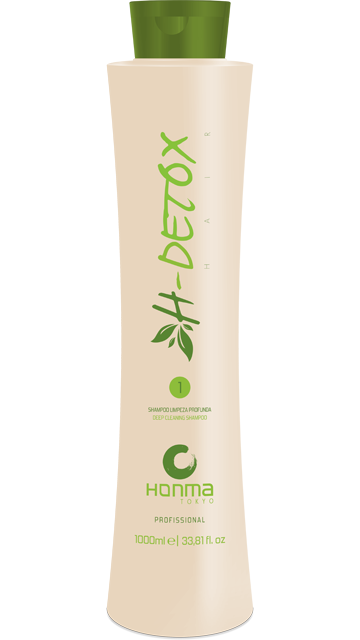 H-DETOX
HAIR
1
SHAMPOO LIMPEZA PROFUNDA
DEEP CLEANING SHAMPOO
HONMA
TOKYO
PROFISSIONAL
1000ml e | 33,81 fl. oz